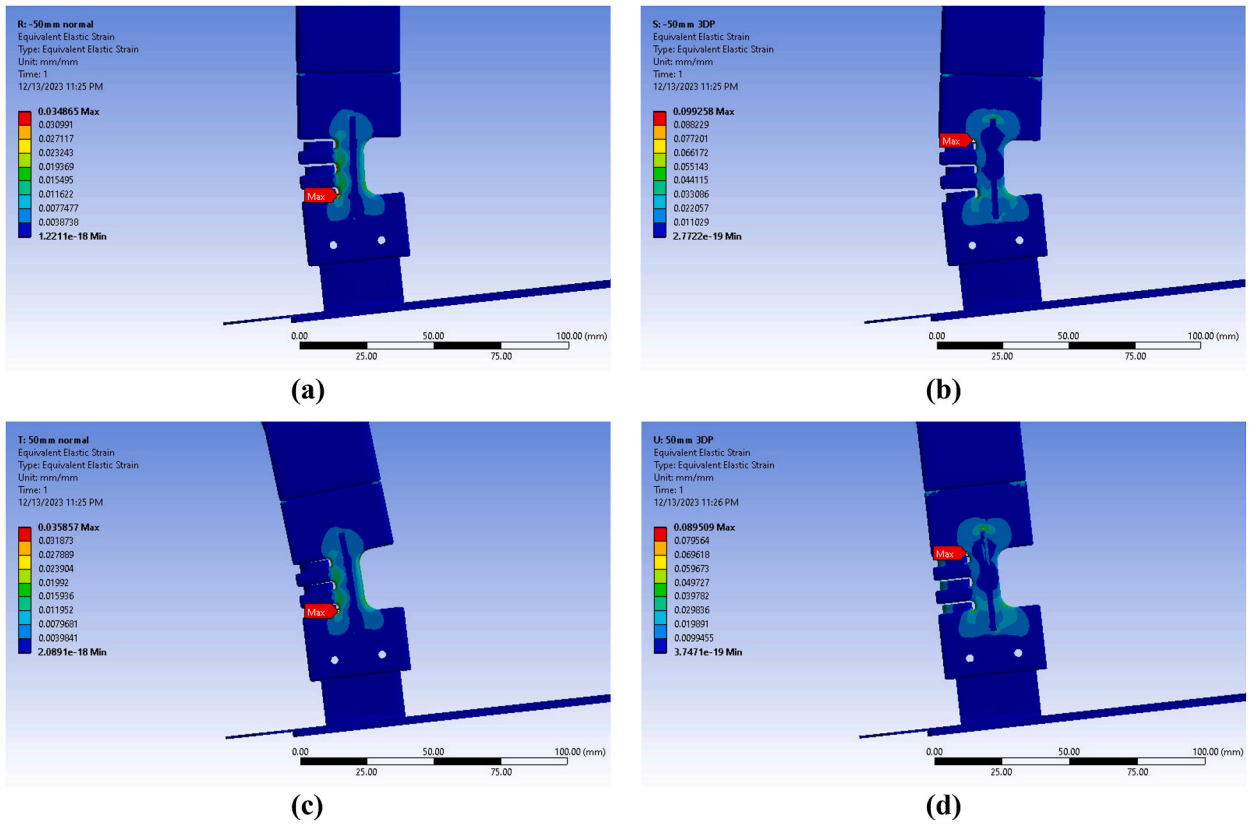 R: -50mm normal
Equivalent Elastic Strain
Type: Equivalent Elastic Strain
Unit: mm/mm
Time: 1
12/13/2023 11:25 PM
0.034865 Max
0.030991
0.027117
0.023243
0.019369
0.015495
0.011622
0.0077477
0.0038738
1.2211e-18 Min
Max
0.00
50.00
100.00 (mm)
25.00
75.00
(a)
S: -50mm 3DP
Equivalent Elastic Strain
Type: Equivalent Elastic Strain
Unit: mm/mm
Time: 1
12/13/2023 11:25 PM
0.099258 Max
0.088229
0.077201
0.066172
0.055143
0.044115
0.033086
0.022057
0.011029
2.7722e-19 Min
Max
0.00
50.00
100.00 (mm)
25.00
75.00
(b)
T: 50mm normal
Equivalent Elastic Strain
Type: Equivalent Elastic Strain
Unit: mm/mm
Time: 1
12/13/2023 11:25 PM
0.035857 Max
0.031873
0.027889
0.023904
0.01992
0.015936
0.011952
0.0079681
0.0039841
2.0891e-18 Min
Max
0.00
50.00
100.00 (mm)
25.00
75.00
(c)
U: 50mm 3DP
Equivalent Elastic Strain
Type: Equivalent Elastic Strain
Unit: mm/mm
Time: 1
12/13/2023 11:26 PM
0.089509 Max
0.079564
0.069618
0.059673
0.049727
0.039782
0.029836
0.019891
0.0099455
3.7471e-19 Min
Max
0.00
50.00
100.00 (mm)
25.00
75.00
(d)